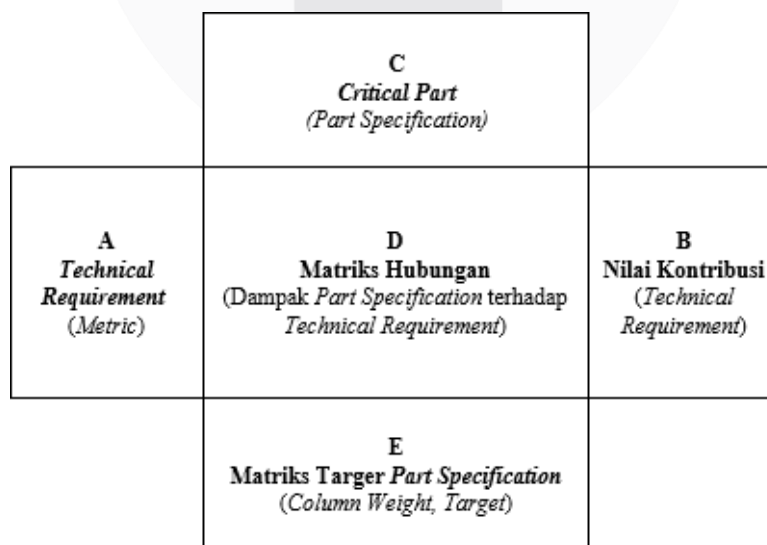 C
Critical Part
(Part Specification)
A
Technical
Requirement
(Metric)
D
Matriks Hubungan
(Dampak Part Specification terhadap
Technical Requirement)
B
Nilai Kontribusi
(Technical
Requirement)
E
Matriks Targer Part Specification
(Column Weight, Target)